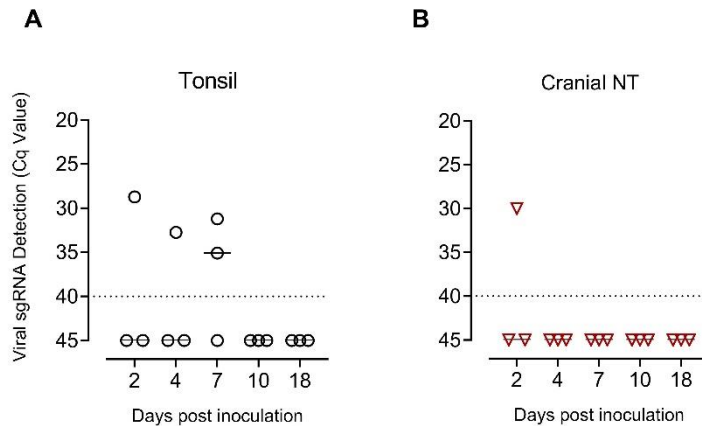 A
Tonsil
Viral sgRNA Detection (Cq Value)
20
25
30
35
40
45
2 4 7 10 18
Days post inoculation
B
Cranial NT
20
25
30
35
40
45
2 4 7 10 18
Days post inoculation